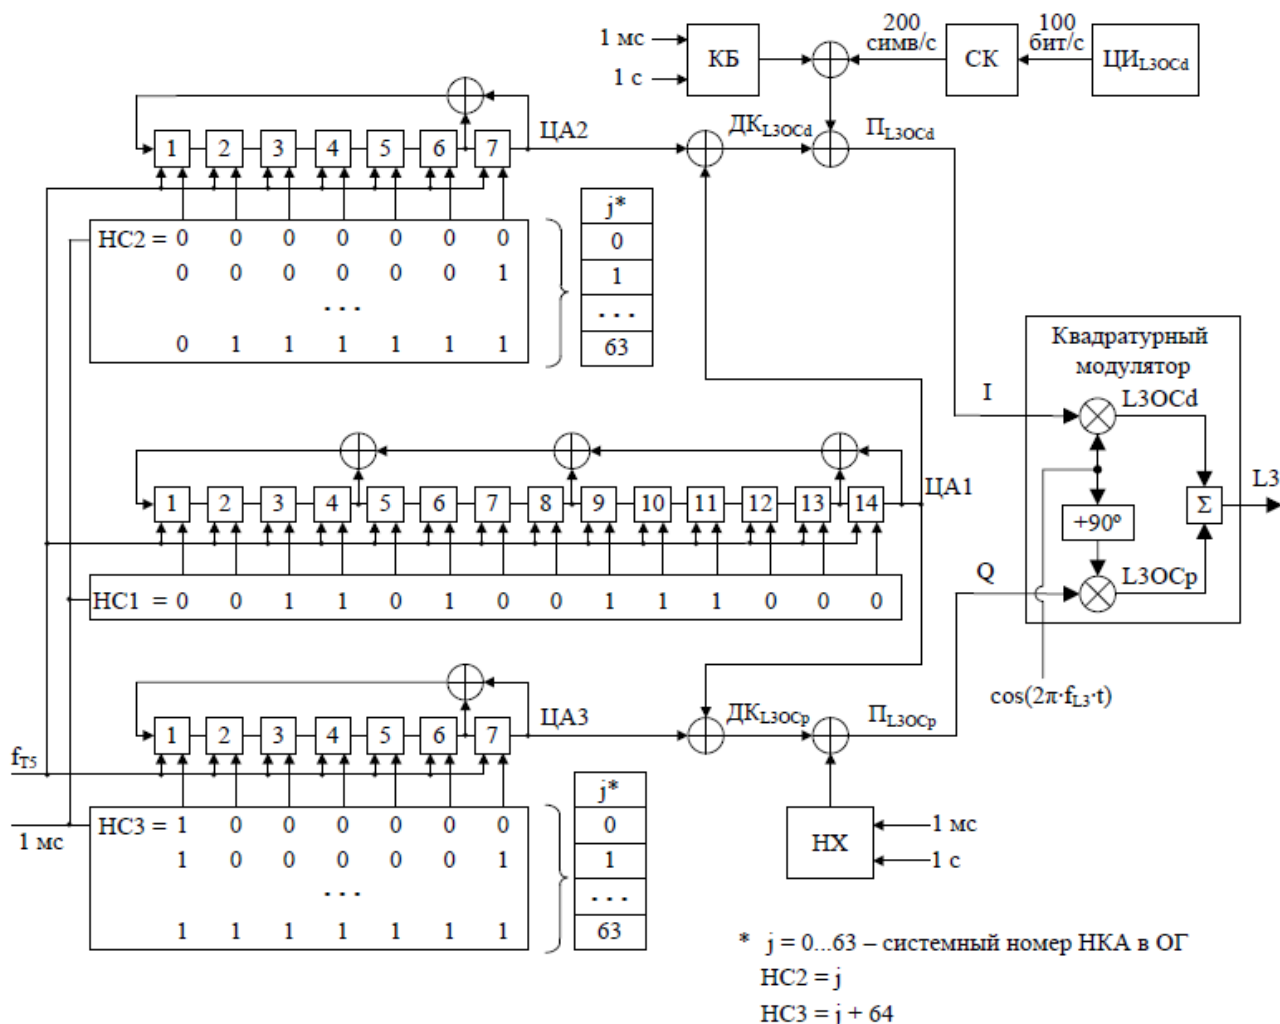 1 мс
1 с
КБ
200
симв/с
СК
100
бит/с
ЦИL3OCd
1 2 3 4 5 6 7
ЦА2
ДКL3OCd
ПL3OCd
НС2 = 0 0 0 0 0 0 0
0 0 0 0 0 0 1
- - -
0 1 1 1 1 1 1
j*
0
1
- - -
63
Квадратурный
модулятор
I
L3OCd
+90º
Σ
L3
Q
L3OCp
cos(2π·fL3·t)
1 2 3 4 5 6 7 8 9 10 11 12 13 14
ЦА1
НС1 = 0 0 1 1 0 1 0 0 1 1 1 0 0 0
1 2 3 4 5 6 7
ЦА3
ДКL3OCp
ПL3OCp
fT5
1 мс
НС3 = 1 0 0 0 0 0 0
1 0 0 0 0 0 1
- - -
1 1 1 1 1 1 1
j*
0
1
- - -
63
НХ
1 мс
1 с
* j = 0...63 – системный номер НКА в ОГ
НС2 = j
НС3 = j + 64